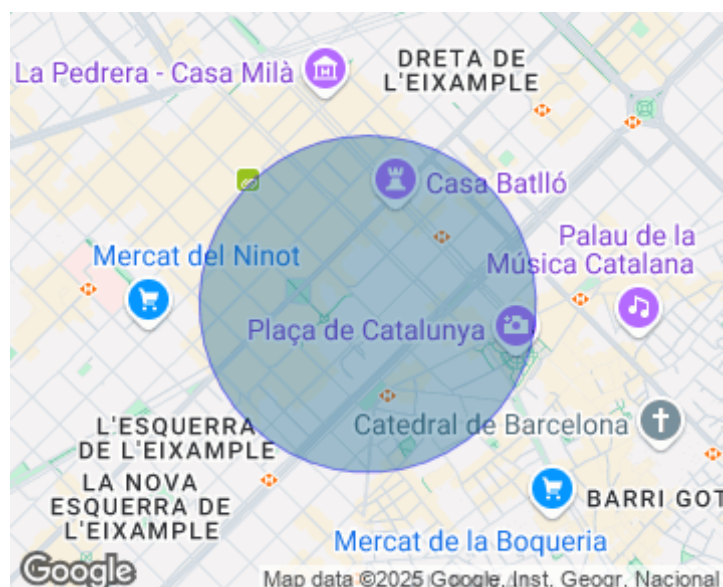 DRETA DE
L'EIXAMPLE
La Pedrera - Casa Milà
Casa Batlló
Palau de la
Música Catalana
Mercat del Ninot
Plaça de Catalunya
L'ESQUERRA
DE L'EIXAMPLE
Catedral de Barcelona
LA NOVA
ESQUERRA DE
L'EIXAMPLE
BARRI GOT
Mercat de la Boqueria
Google
Map data ©2025 Google, Inst. Geogr. Nacional